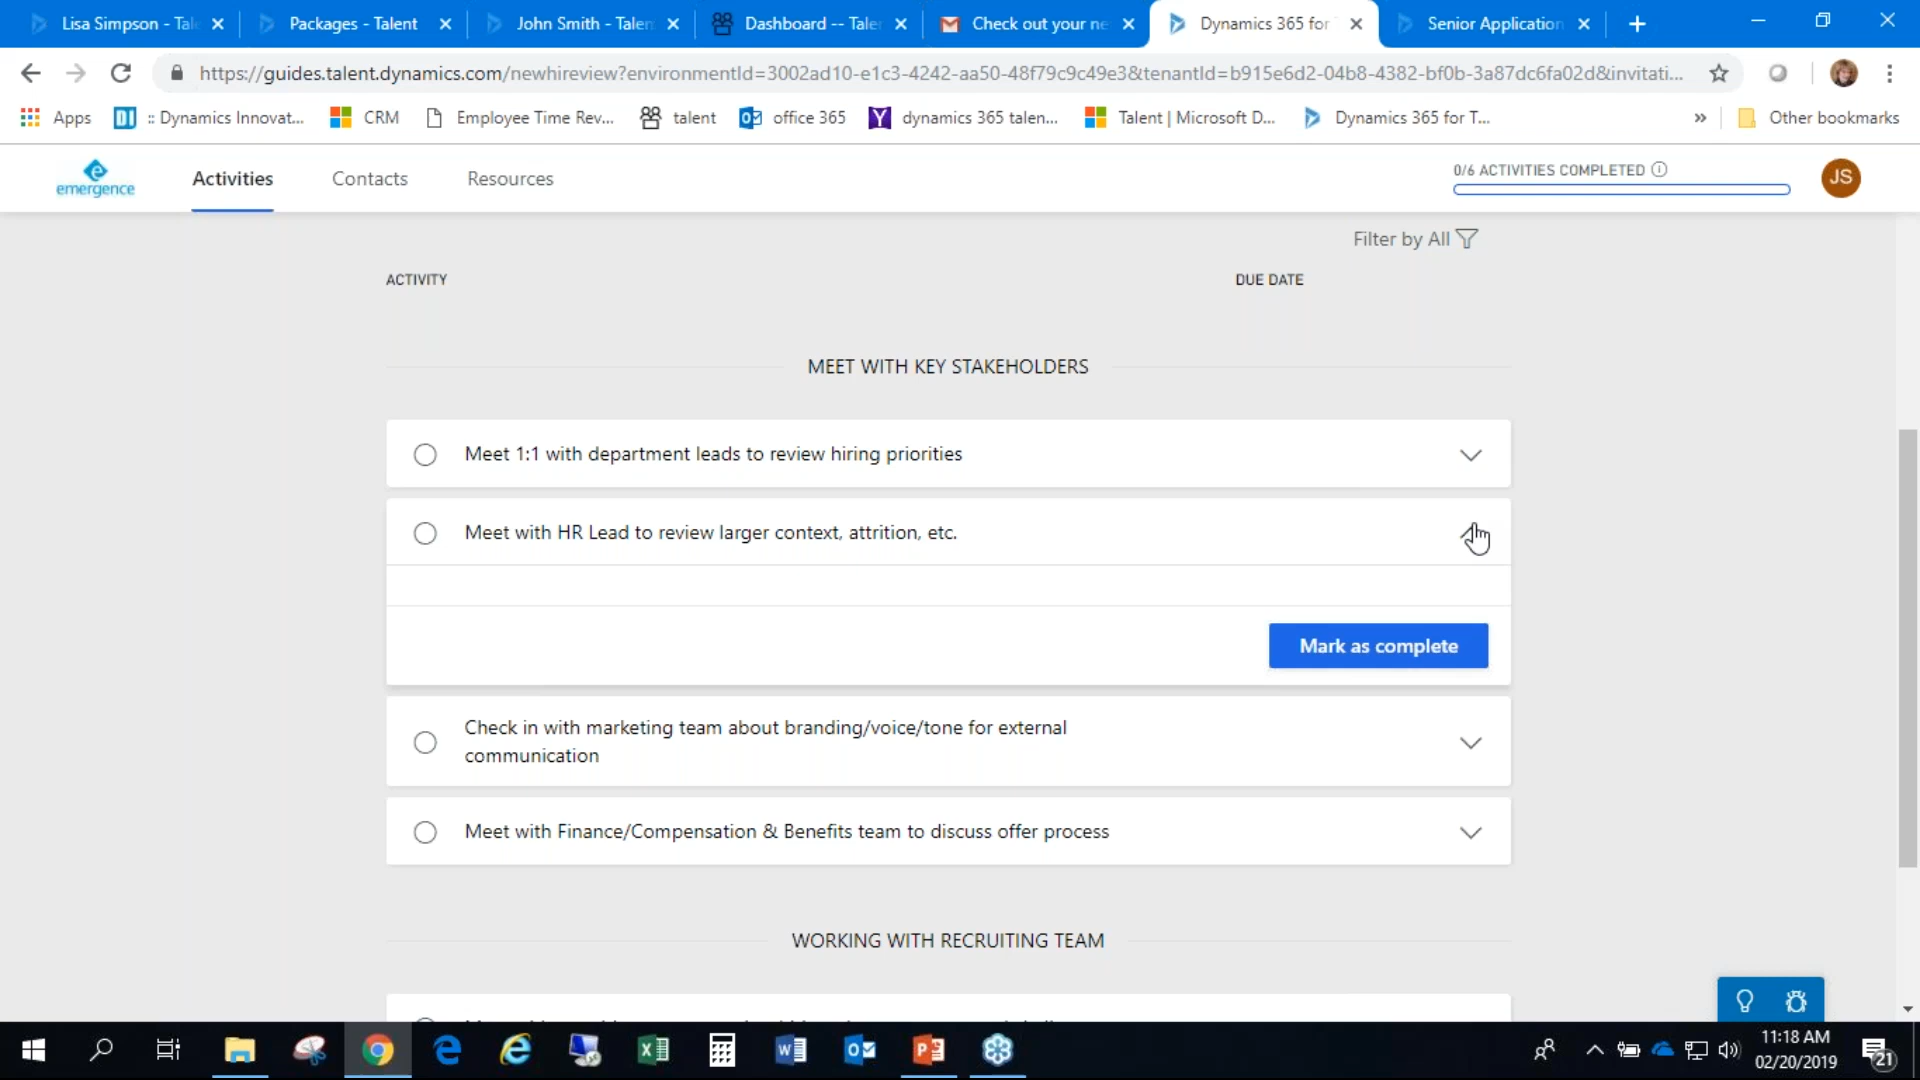 Lisa Simpson - Tal
Packages - Talent
John Smith - Talen
Dashboard -- Talen
Check out your ne
Dynamics 365 for
Senior Application
https://guides.talent.dynamics.com/newhireview?environmentId=3002ad10-e1c3-4242-aa50-48f79c9c49e3&tenantId=b915e6d2-04b8-4382-bf0b-3a87dc6fa02d&invitati...
Apps
:: Dynamics Innovat...
CRM
Employee Time Rev...
talent
office 365
dynamics 365 talen...
Talent | Microsoft D...
Dynamics 365 for T...
»
Other bookmarks
emergence
Activities
Contacts
Resources
0/6 ACTIVITIES COMPLETED
JS
Filter by All
ACTIVITY
DUE DATE
MEET WITH KEY STAKEHOLDERS
Meet 1:1 with department leads to review hiring priorities
Meet with HR Lead to review larger context, attrition, etc.
Mark as complete
Check in with marketing team about branding/voice/tone for external
communication
Meet with Finance/Compensation & Benefits team to discuss offer process
WORKING WITH RECRUITING TEAM
11:18 AM
02/20/2019
21